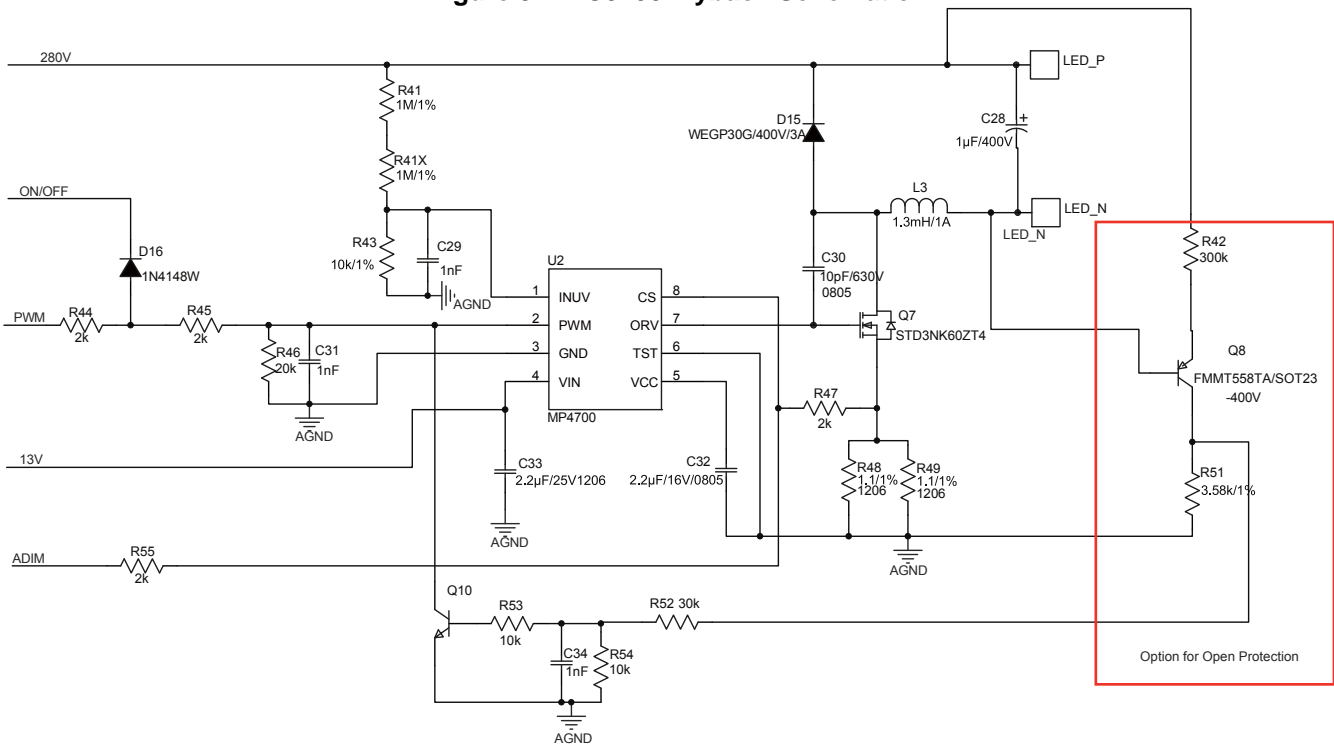 280V
LED_P
R41
1M/1%
D15
WEGP30G/400V/3A
C28
+
1µF/400V
R41X
1M/1%
ON/OFF
L3
1.3mH/1A
LED_N
LED_N
R43
10k/1%
C29
1nF
AGND
R42
300k
D16
1N4148W
C30
10pF/630V
0805
U2
1
INUV
CS
8
PWM
R44
2k
R45
2k
2
PWM
ORV
7
Q7
STD3NK60ZT4
R46
20k
C31
1nF
3
GND
TST
6
4
VIN
VCC
5
MP4700
Q8
FMMT558TA/SOT23
-400V
AGND
R47
2k
13V
C33
2.2µF/25V1206
C32
2.2µF/16V/0805
R48
1.1/1%
1206
R49
1.1/1%
1206
R51
3.58k/1%
AGND
AGND
ADIM
R55
2k
Q10
R53
10k
R52 30k
C34
1nF
R54
10k
Option for Open Protection
AGND